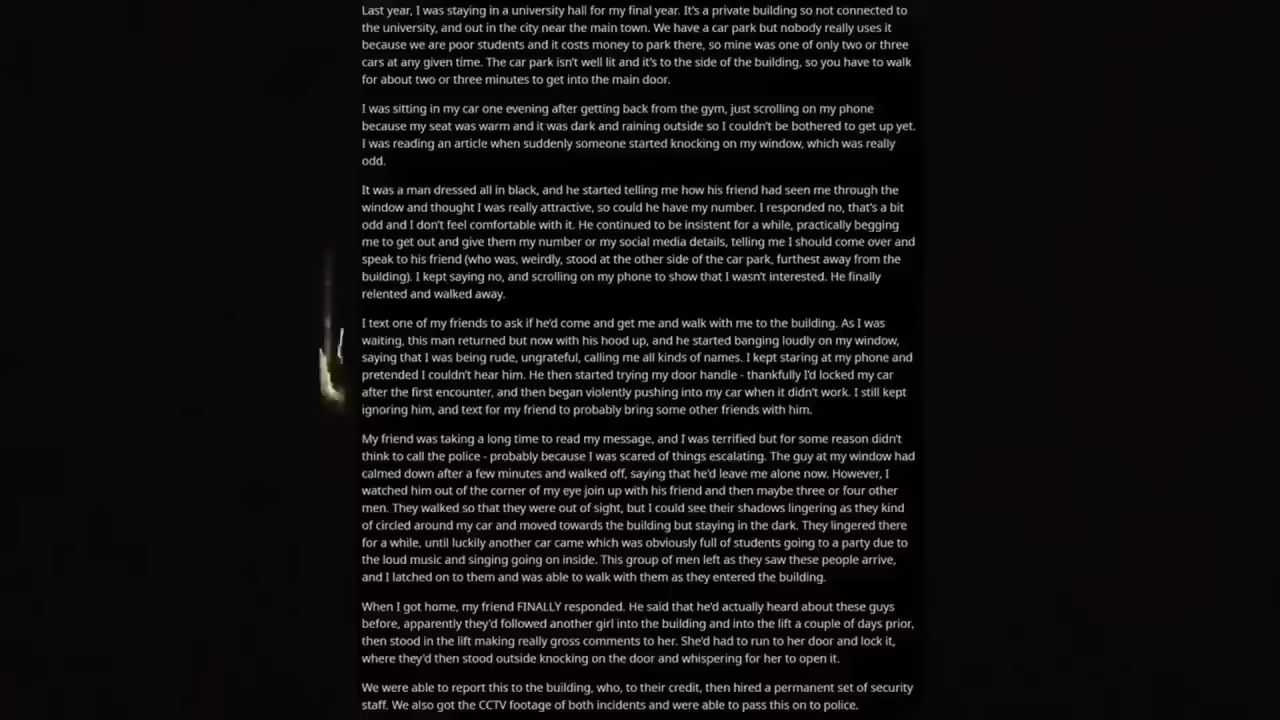 Last year, I was staying in a university hall for my final year. It's a private building so not connected to
the university, and out in the city near the main town. We have a car park but nobody really uses it
because we are poor students and it costs money to park there, so mine was one of only two or three
cars at any given time. The car park isn't well lit and it's to the side of the building, so you have to walk
for about two or three minutes to get into the main door.
I was sitting in my car one evening after getting back from the gym, just scrolling on my phone
because my seat was warm and it was dark and raining outside so I couldn't be bothered to get up yet.
I was reading an article when suddenly someone started knocking on my window, which was really
odd.
It was a man dressed all in black, and he started telling me how his friend had seen me through the
window and thought I was really attractive, so could he have my number. I responded no, that's a bit
odd and I don't feel comfortable with it. He continued to be insistent for a while, practically begging
me to get out and give them my number or my social media details, telling me I should come over and
speak to his friend (who was, weirdly, stood at the other side of the car park, furthest away from the
building). I kept saying no, and scrolling on my phone to show that I wasn't interested. He finally
relented and walked away.
I text one of my friends to ask if he'd come and get me and walk with me to the building. As I was
waiting, this man returned but now with his hood up, and he started banging loudly on my window,
saying that I was being rude, ungrateful, calling me all kinds of names. I kept staring at my phone and
pretended I couldn't hear him. He then started trying my door handle - thankfully I'd locked my car
after the first encounter, and then began violently pushing into my car when it didn't work. I still kept
ignoring him, and text for my friend to probably bring some other friends with him.
My friend was taking a long time to read my message, and I was terrified but for some reason didn't
think to call the police - probably because I was scared of things escalating. The guy at my window had
calmed down after a few minutes and walked off, saying that he'd leave me alone now. However, I
watched him out of the corner of my eye join up with his friend and then maybe three or four other
men. They walked so that they were out of sight, but I could see their shadows lingering as they kind
of circled around my car and moved towards the building but staying in the dark. They lingered there
for a while, until luckily another car came which was obviously full of students going to a party due to
the loud music and singing going on inside. This group of men left as they saw these people arrive,
and I latched on to them and was able to walk with them as they entered the building.
When I got home, my friend FINALLY responded. He said that he'd actually heard about these guys
before, apparently they'd followed another girl into the building and into the lift a couple of days prior,
then stood in the lift making really gross comments to her. She'd had to run to her door and lock it,
where they'd then stood outside knocking on the door and whispering for her to open it.
We were able to report this to the building, who, to their credit, then hired a permanent set of security
staff. We also got the CCTV footage of both incidents and were able to pass this on to police.